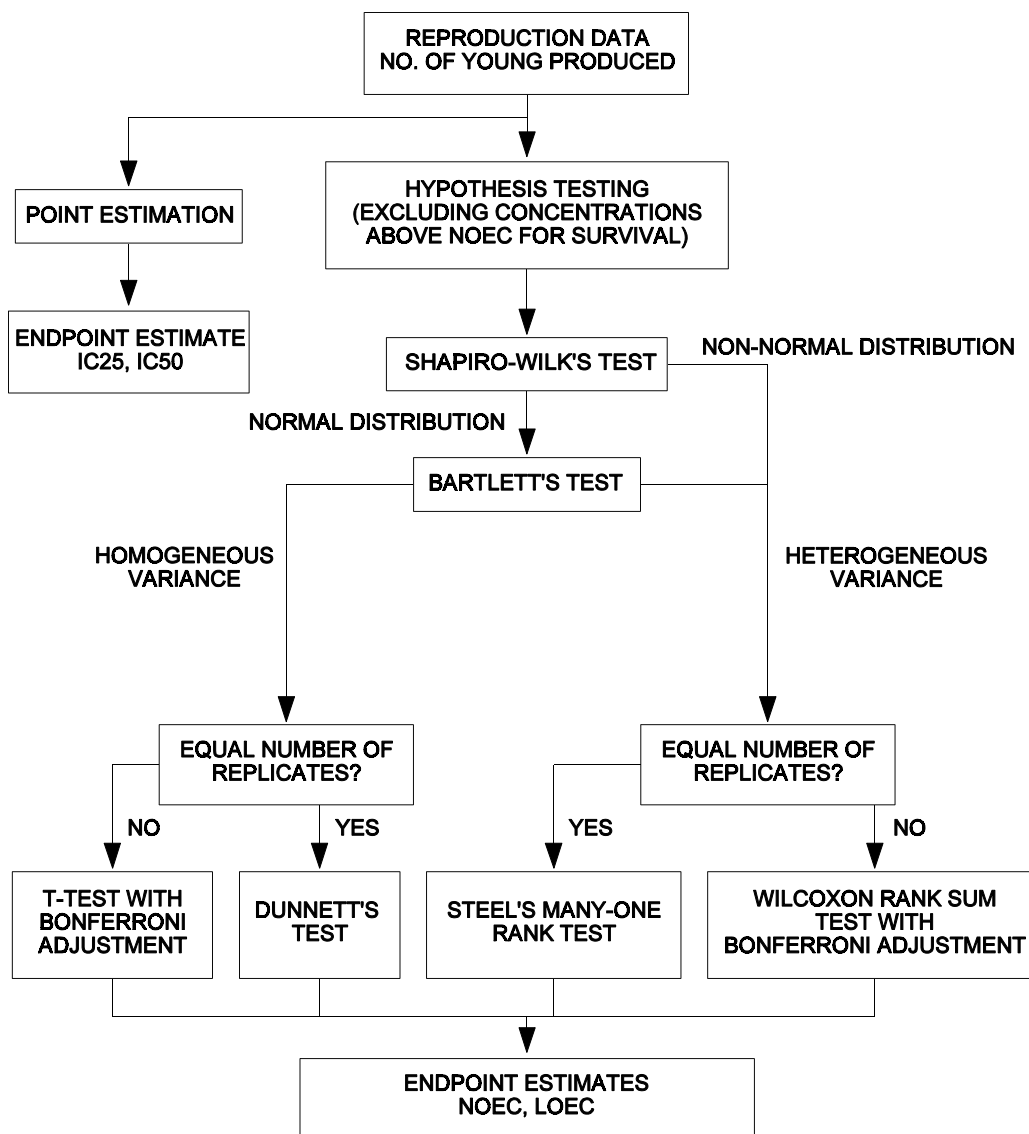 REPRODUCTION DATA
NO. OF YOUNG PRODUCED
POINT ESTIMATION
HYPOTHESIS TESTING
(EXCLUDING CONCENTRATIONS
ABOVE NOEC FOR SURVIVAL)
ENDPOINT ESTIMATE
IC25, IC50
SHAPIRO-WILK'S TEST
NON-NORMAL DISTRIBUTION
NORMAL DISTRIBUTION
BARTLETT'S TEST
HOMOGENEOUS
VARIANCE
HETEROGENEOUS
VARIANCE
EQUAL NUMBER OF
REPLICATES?
EQUAL NUMBER OF
REPLICATES?
NO
YES
YES
NO
T-TEST WITH
BONFERRONI
ADJUSTMENT
DUNNETT'S
TEST
STEEL'S MANY-ONE
RANK TEST
WILCOXON RANK SUM
TEST WITH
BONFERRONI ADJUSTMENT
ENDPOINT ESTIMATES
NOEC, LOEC